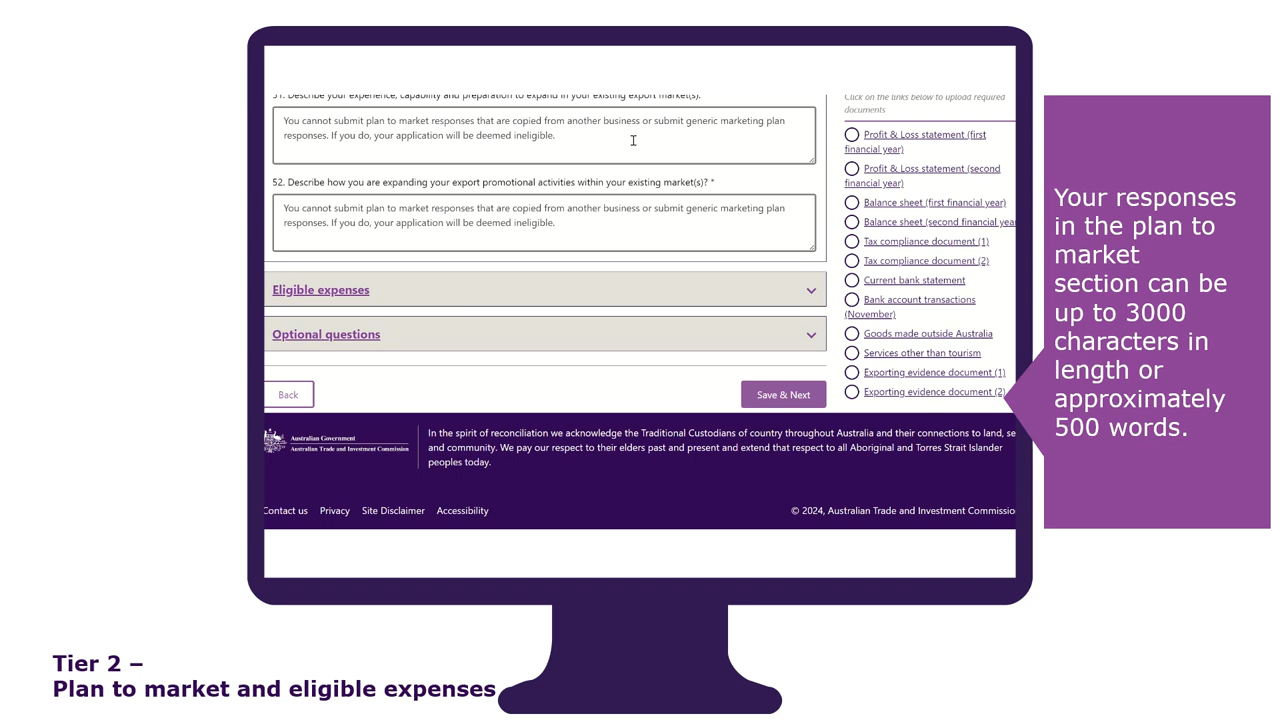 51. Describe your experience, capability and preparation to expand in your existing export market(s).
You cannot submit plan to market responses that are copied from another business or submit generic marketing plan
responses. If you do, your application will be deemed ineligible.
52. Describe how you are expanding your export promotional activities within your existing market(s)? *
You cannot submit plan to market responses that are copied from another business or submit generic marketing plan
responses. If you do, your application will be deemed ineligible.
Eligible expenses
Optional questions
Back
Save & Next
Click on the links below to upload required
documents
Profit & Loss statement (first
financial year)
Profit & Loss statement (second
financial year)
Balance sheet (first financial year)
Balance sheet (second financial year
Tax compliance document (1)
Tax compliance document (2)
Current bank statement
Bank account transactions
(November)
Goods made outside Australia
Services other than tourism
Exporting evidence document (1)
Exporting evidence document (2)
Australian Government
Australian Trade and Investment Commission
In the spirit of reconciliation we acknowledge the Traditional Custodians of country throughout Australia and their connections to land, se
and community. We pay our respect to their elders past and present and extend that respect to all Aboriginal and Torres Strait Islander
peoples today.
Contact us Privacy Site Disclaimer Accessibility
© 2024, Australian Trade and Investment Commissio
Your responses
in the plan to
market
section can be
up to 3000
characters in
length or
approximately
500 words.
Tier 2 –
Plan to market and eligible expenses